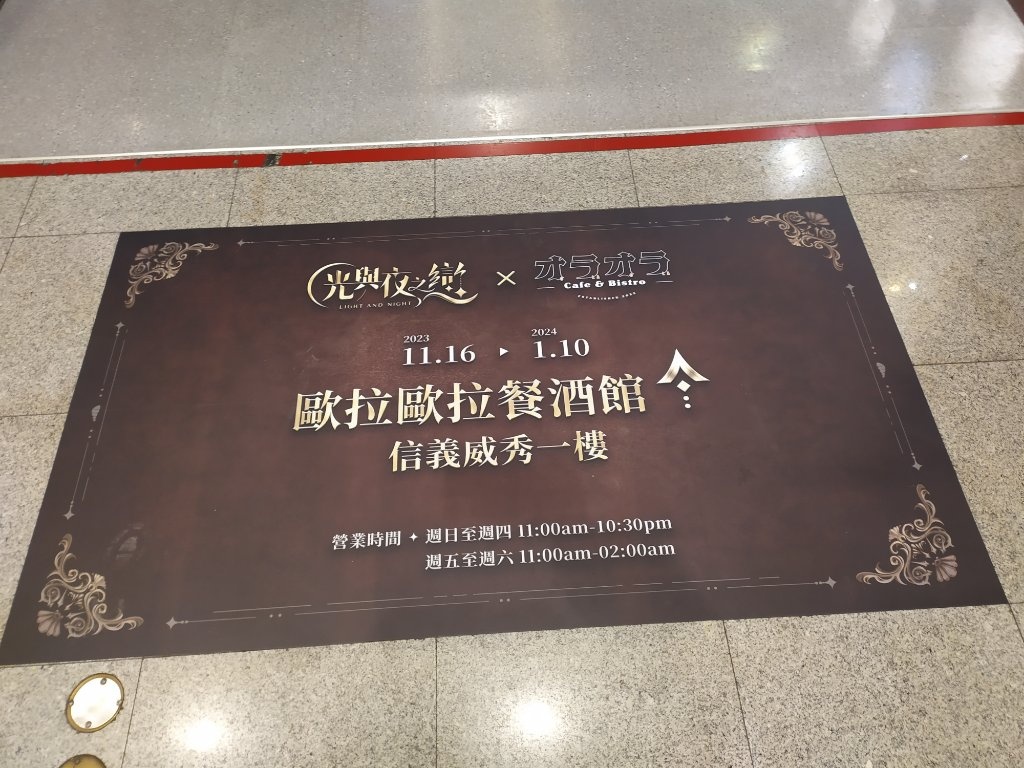 光與夜之戀 × オラオラ
LIGHT AND NIGHT
Cafe & Bistro
ESTABLISHED 2022
2023 2024
11.16 ▸ 1.10
歐拉歐拉餐酒館
信義威秀一樓
營業時間 ✦ 週日至週四 11:00am-10:30pm
週五至週六 11:00am-02:00am